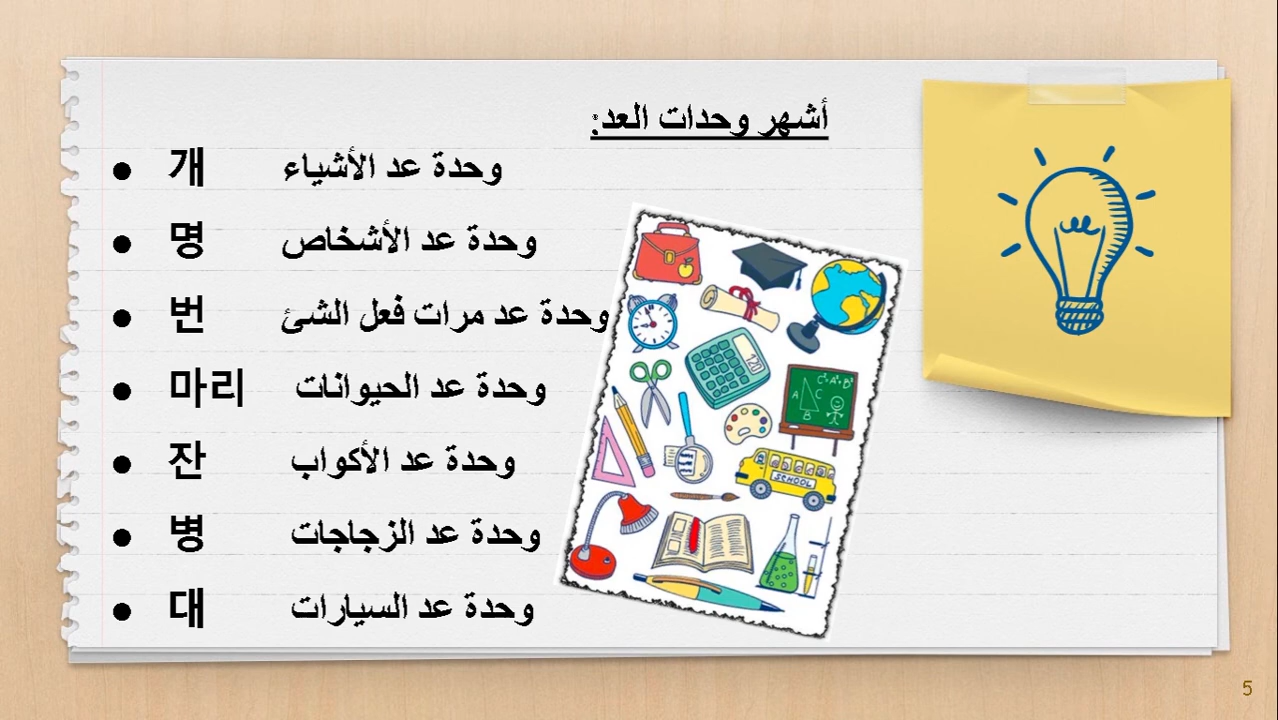 أشهر وحدات العد:
● 개 وحدة عد الأشياء
● 명 وحدة عد الأشخاص
● 번 وحدة عد مرات فعل الشئ
● 마리 وحدة عد الحيوانات
● 잔 وحدة عد الأكواب
● 병 وحدة عد الزجاجات
● 대 وحدة عد السيارات
SCHOOL
5